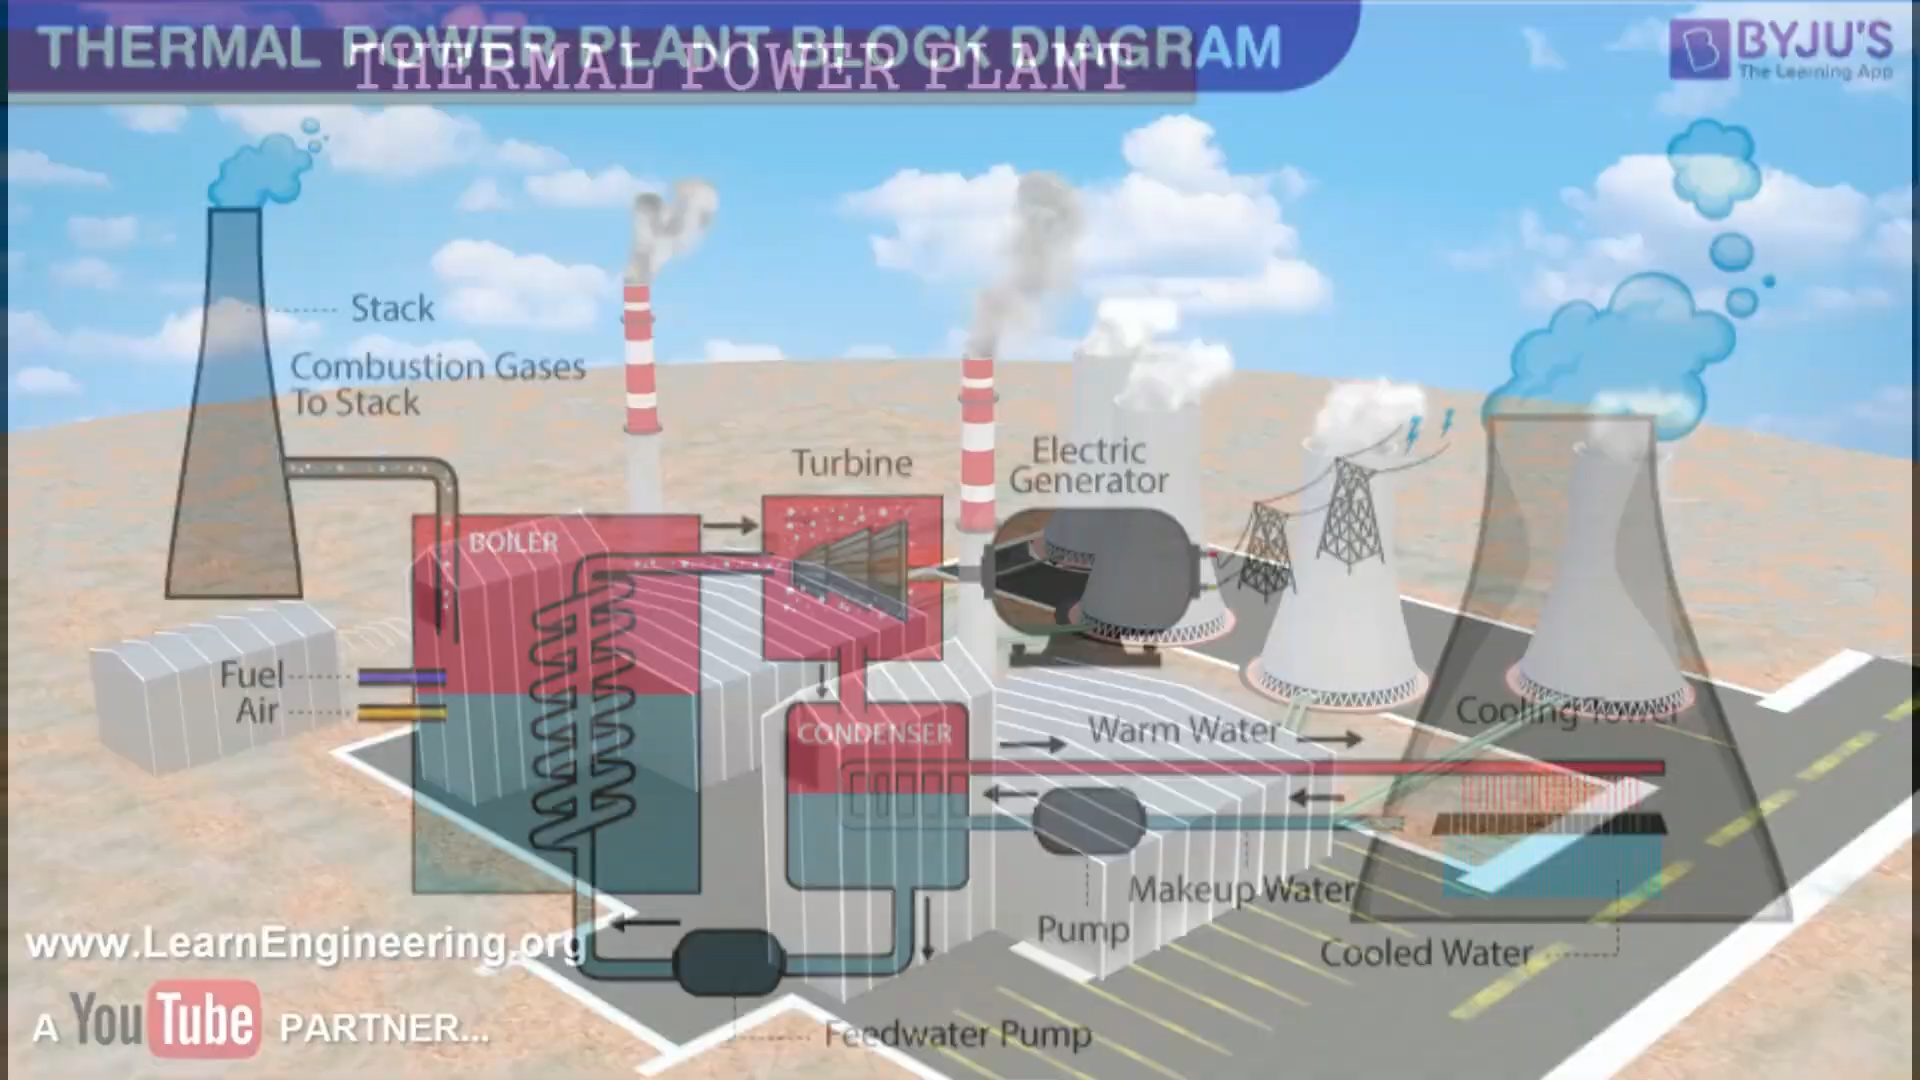 THERMAL POWER PLANT BLOCK DIAGRAM
THERMAL POWER PLANT
BYJU'S
The Learning App
Stack
Combustion Gases
To Stack
Turbine
Electric
Generator
BOILER
Fuel
Air
CONDENSER
Warm Water
Cooling Tower
Makeup Water
Pump
Cooled Water
www.LearnEngineering.org
A YouTube PARTNER...
Feedwater Pump